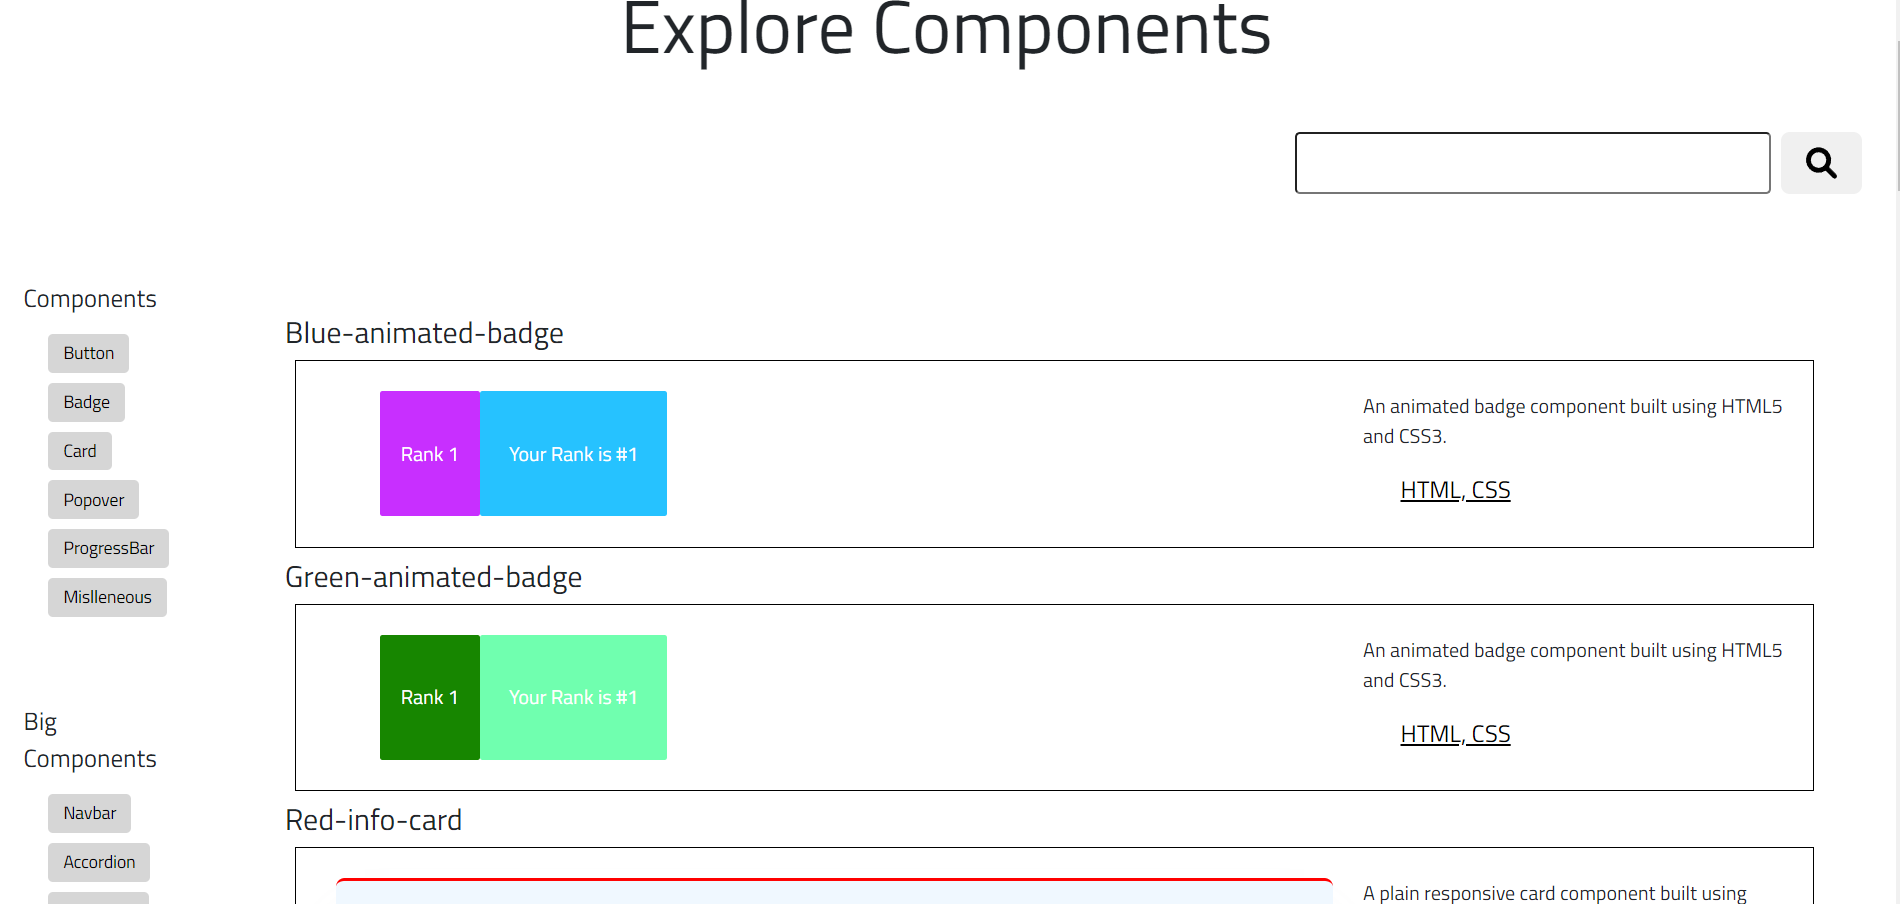 Explore Components
Components
Button
Badge
Card
Popover
ProgressBar
Mislleneous
Big
Components
Navbar
Accordion
Blue-animated-badge
Rank 1
Your Rank is #1
An animated badge component built using HTML5
and CSS3.
HTML, CSS
Green-animated-badge
Rank 1
Your Rank is #1
An animated badge component built using HTML5
and CSS3.
HTML, CSS
Red-info-card
A plain responsive card component built using